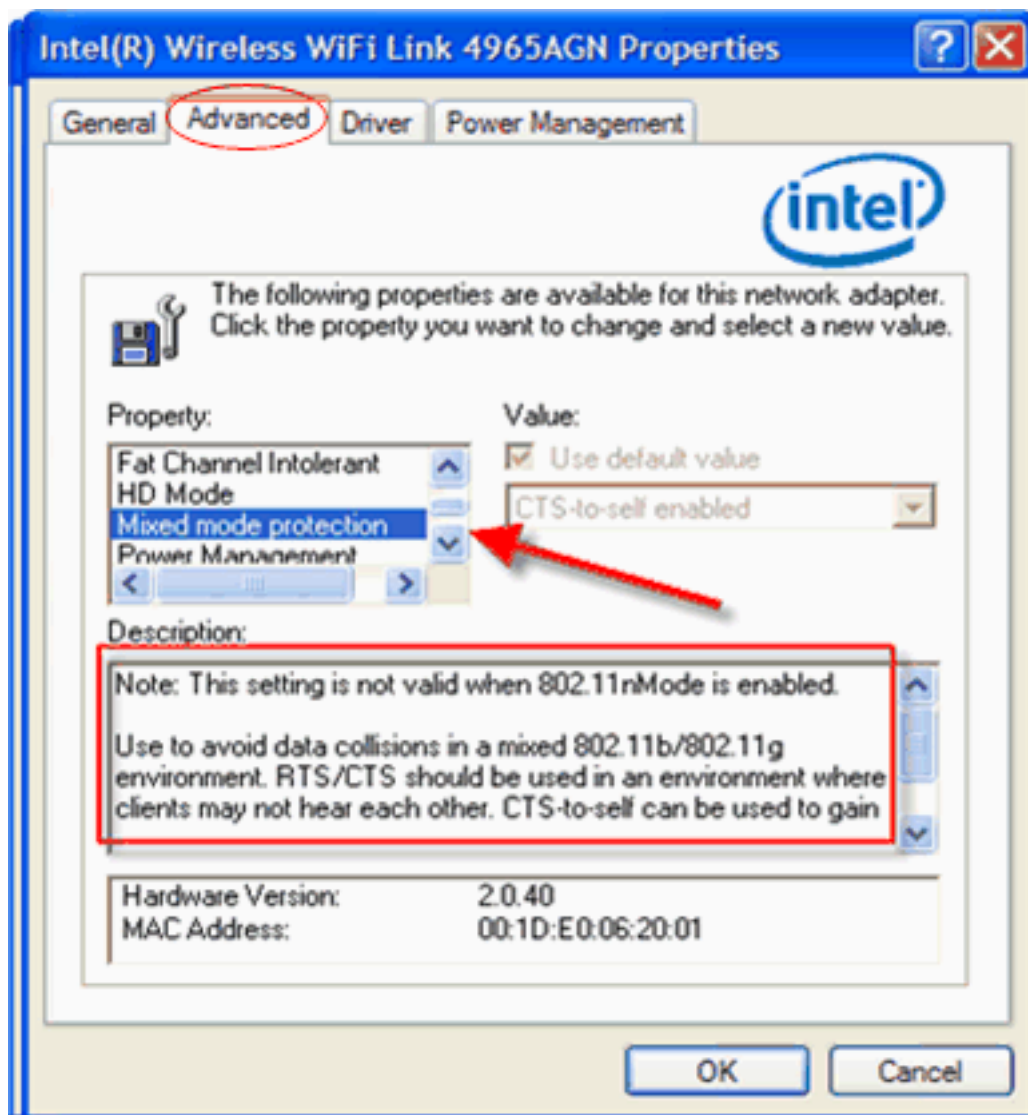 Intel(R) Wireless WiFi Link 4965AGN Properties
General Advanced Driver Power Management
intel
The following properties are available for this network adapter.
Click the property you want to change and select a new value.
Property:
Value:
Fat Channel Intolerant
HD Mode
Mixed mode protection
Power Management
Use default value
CTS-to-self enabled
Description:
Note: This setting is not valid when 802.11nMode is enabled.
Use to avoid data collisions in a mixed 802.11b/802.11g
environment. RTS/CTS should be used in an environment where
clients may not hear each other. CTS-to-self can be used to gain
Hardware Version: 2.0.40
MAC Address: 00:1D:E0:06:20:01
OK Cancel